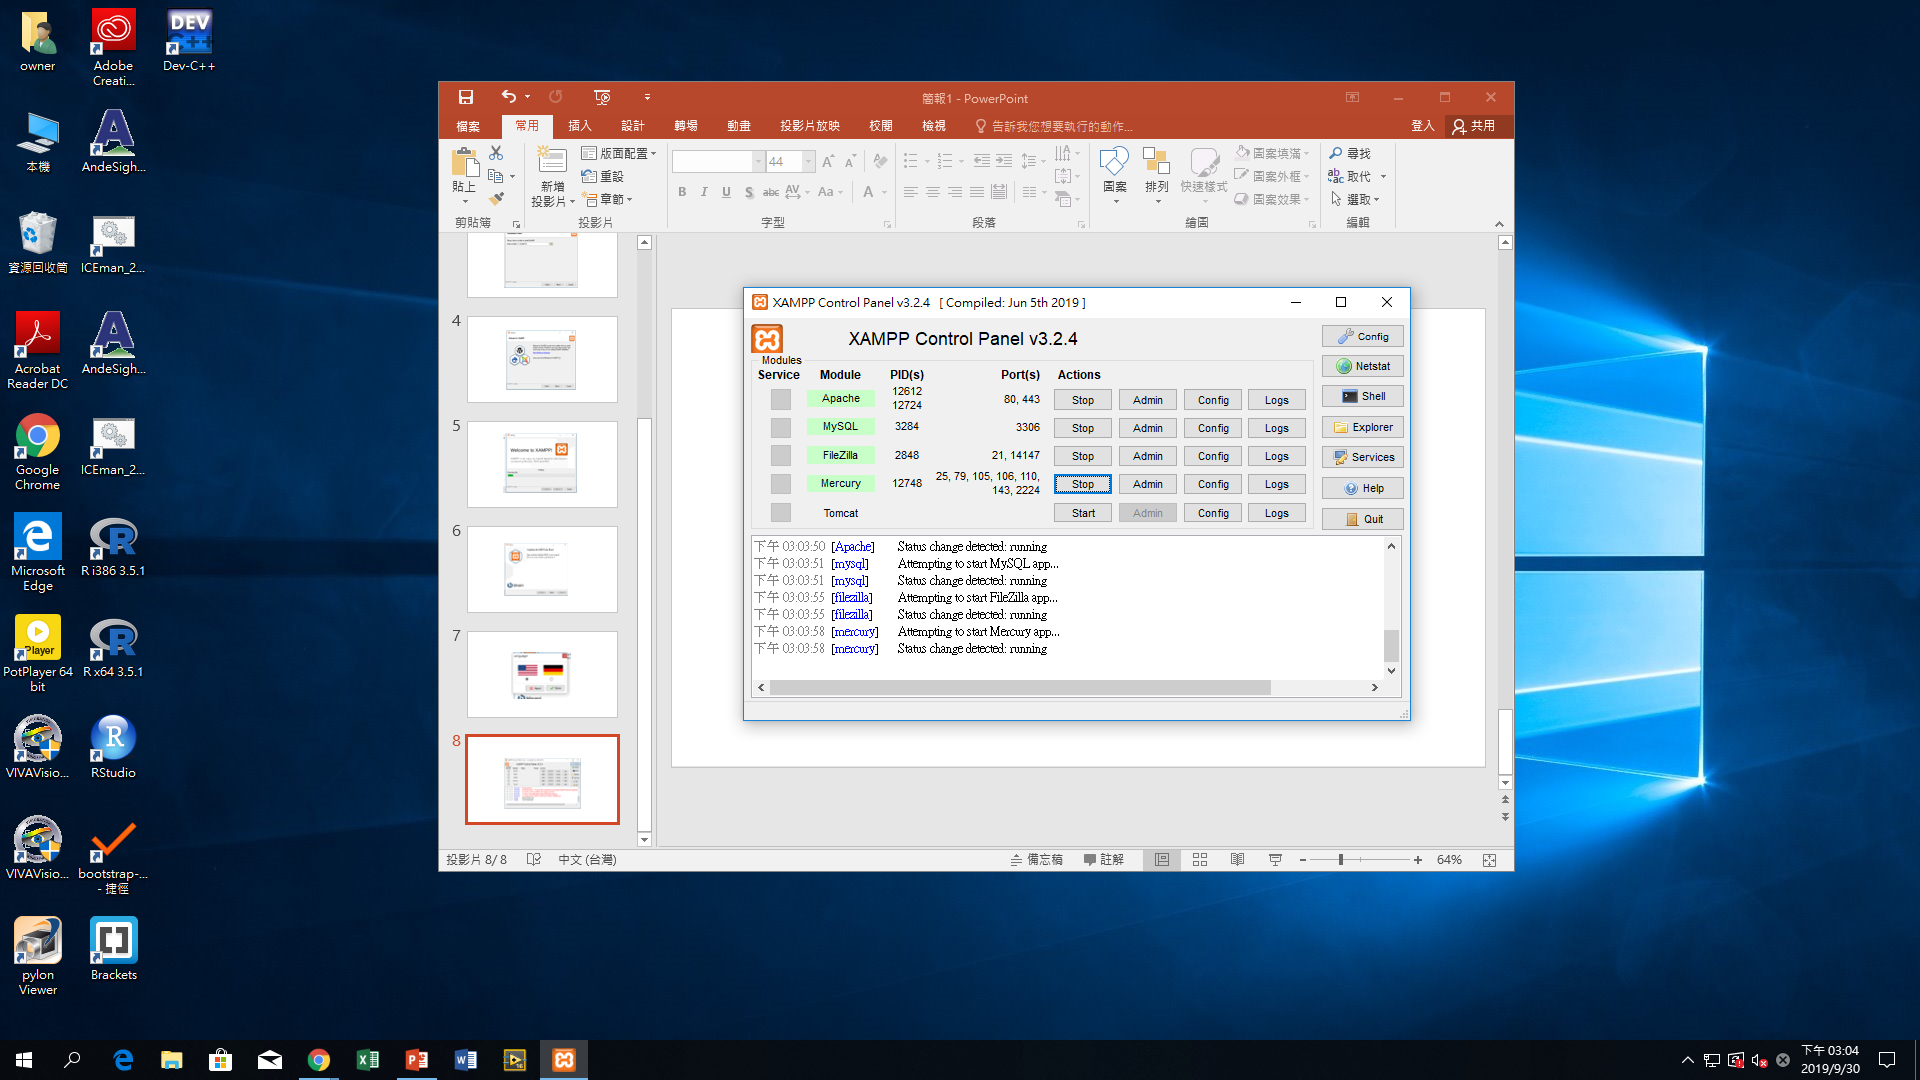 owner
Adobe
Creati...
Dev-C++
本機
AndeSigh...
資源回收筒
ICEman_2...
Acrobat
Reader DC
AndeSigh...
Google
Chrome
ICEman_2...
Microsoft
Edge
R i386 3.5.1
PotPlayer 64
bit
R x64 3.5.1
VIVAVisio...
RStudio
VIVAVisio...
bootstrap-...
- 捷徑
pylon
Viewer
Brackets
簡報1 - PowerPoint
檔案 常用 插入 設計 轉場 動畫 投影片放映 校閱 檢視 告訴我您想要執行的動作... 登入 共用
貼上
剪貼簿
新增
投影片
版面配置
重設
章節
投影片
44
B I U S abc AV Aa A
字型
段落
圖案
排列
快速樣式
圖案填滿
圖案外框
圖案效果
繪圖
尋找
取代
選取
編輯
4
5
Welcome to XAMPP!
6
7
8
XAMPP Control Panel v3.2.4 [ Compiled: Jun 5th 2019 ]
XAMPP Control Panel v3.2.4
Modules
Service Module PID(s) Port(s) Actions
Apache 12612 12724 80, 443 Stop Admin Config Logs
MySQL 3284 3306 Stop Admin Config Logs
FileZilla 2848 21, 14147 Stop Admin Config Logs
Mercury 12748 25, 79, 105, 106, 110, 143, 2224 Stop Admin Config Logs
Tomcat Start Admin Config Logs
Config
Netstat
Shell
Explorer
Services
Help
Quit
下午 03:03:50 [Apache] Status change detected: running
下午 03:03:51 [mysql] Attempting to start MySQL app...
下午 03:03:51 [mysql] Status change detected: running
下午 03:03:55 [filezilla] Attempting to start FileZilla app...
下午 03:03:55 [filezilla] Status change detected: running
下午 03:03:58 [mercury] Attempting to start Mercury app...
下午 03:03:58 [mercury] Status change detected: running
投影片 8/8 中文 (台灣) 備忘稿 註解 64%
下午 03:04
2019/9/30